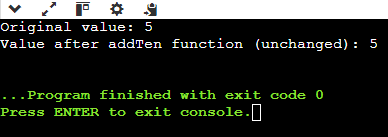 Original value: 5
Value after addTen function (unchanged): 5
...Program finished with exit code 0
Press ENTER to exit console.